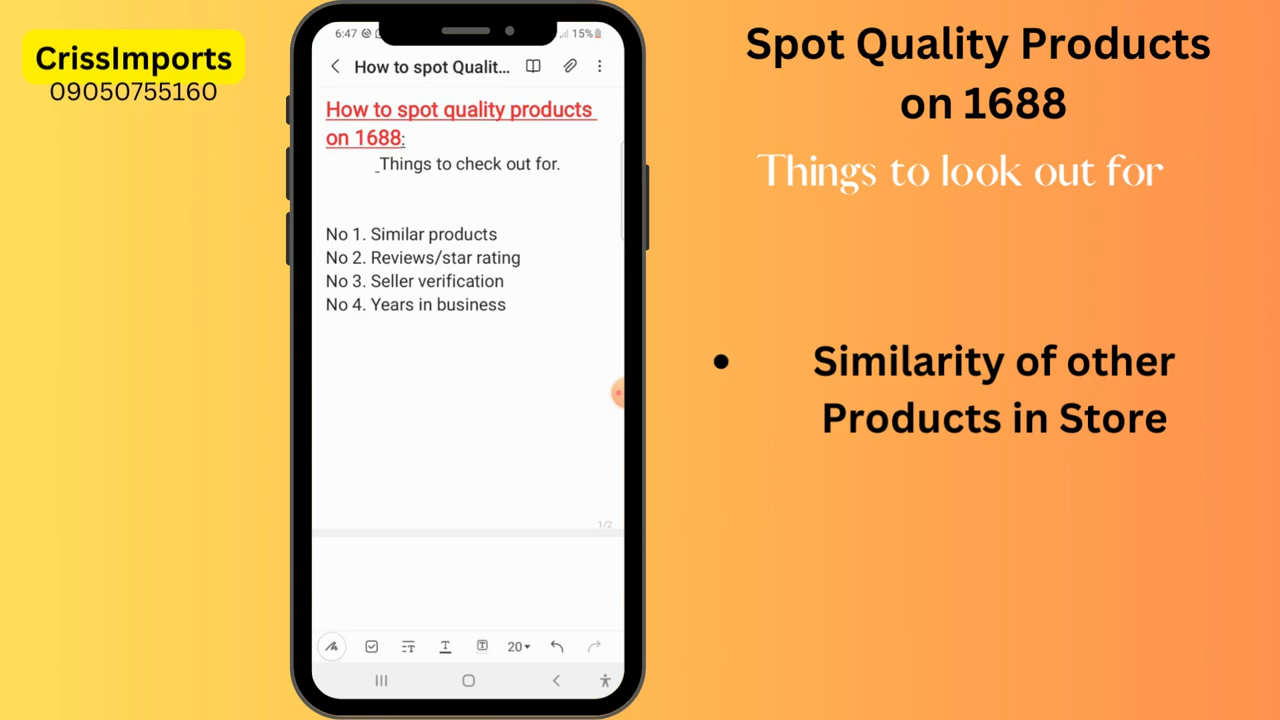 CrissImports
09050755160
6:47
15%
How to spot Qualit...
How to spot quality products
on 1688:
_Things to check out for.
No 1. Similar products
No 2. Reviews/star rating
No 3. Seller verification
No 4. Years in business
1/2
20
Spot Quality Products
on 1688
Things to look out for
• Similarity of other
Products in Store